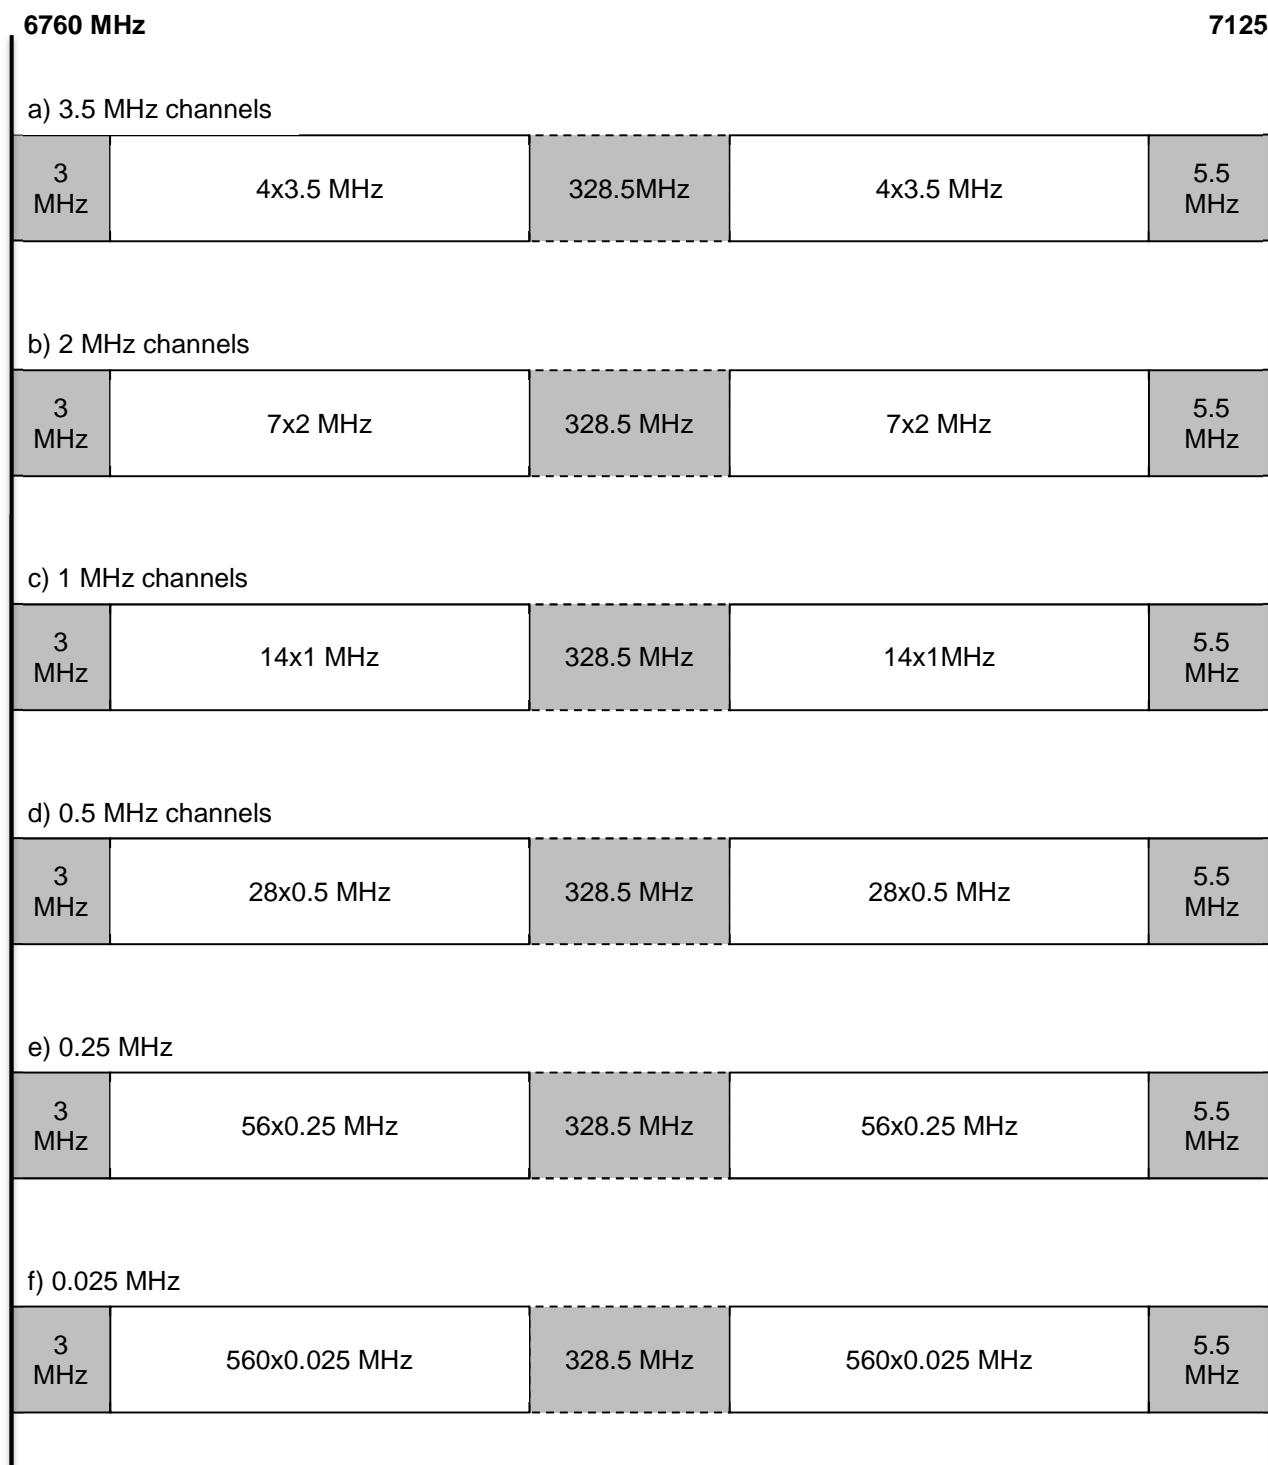 6760 MHz 7125
a) 3.5 MHz channels
3 MHz 4x3.5 MHz 328.5MHz 4x3.5 MHz 5.5 MHz
b) 2 MHz channels
3 MHz 7x2 MHz 328.5 MHz 7x2 MHz 5.5 MHz
c) 1 MHz channels
3 MHz 14x1 MHz 328.5 MHz 14x1MHz 5.5 MHz
d) 0.5 MHz channels
3 MHz 28x0.5 MHz 328.5 MHz 28x0.5 MHz 5.5 MHz
e) 0.25 MHz
3 MHz 56x0.25 MHz 328.5 MHz 56x0.25 MHz 5.5 MHz
f) 0.025 MHz
3 MHz 560x0.025 MHz 328.5 MHz 560x0.025 MHz 5.5 MHz